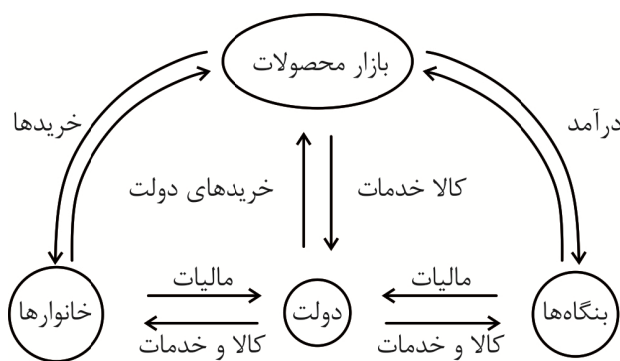 بازار محصولات
درآمد
خریدها
کالا خدمات
خریدهای دولت
مالیات
مالیات
بنگاه‌ها
دولت
خانوارها
کالا و خدمات
کالا و خدمات